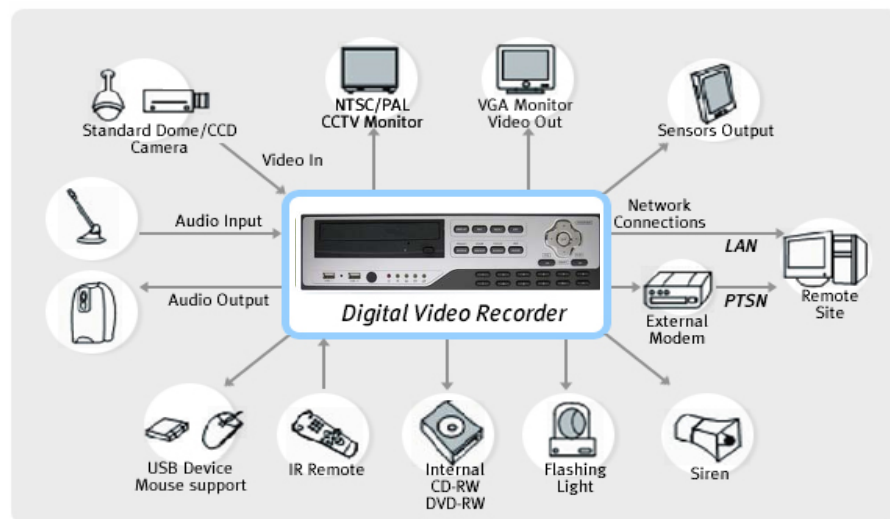 NTSC/PAL
CCTV Monitor
VGA Monitor
Video Out
Standard Dome/CCD
Camera
Sensors Output
Video In
Audio Input
Network
Connections
LAN
Audio Output
Digital Video Recorder
External
Modem
PTSN
Remote
Site
USB Device
Mouse support
IR Remote
Internal
CD-RW
DVD-RW
Flashing
Light
Siren